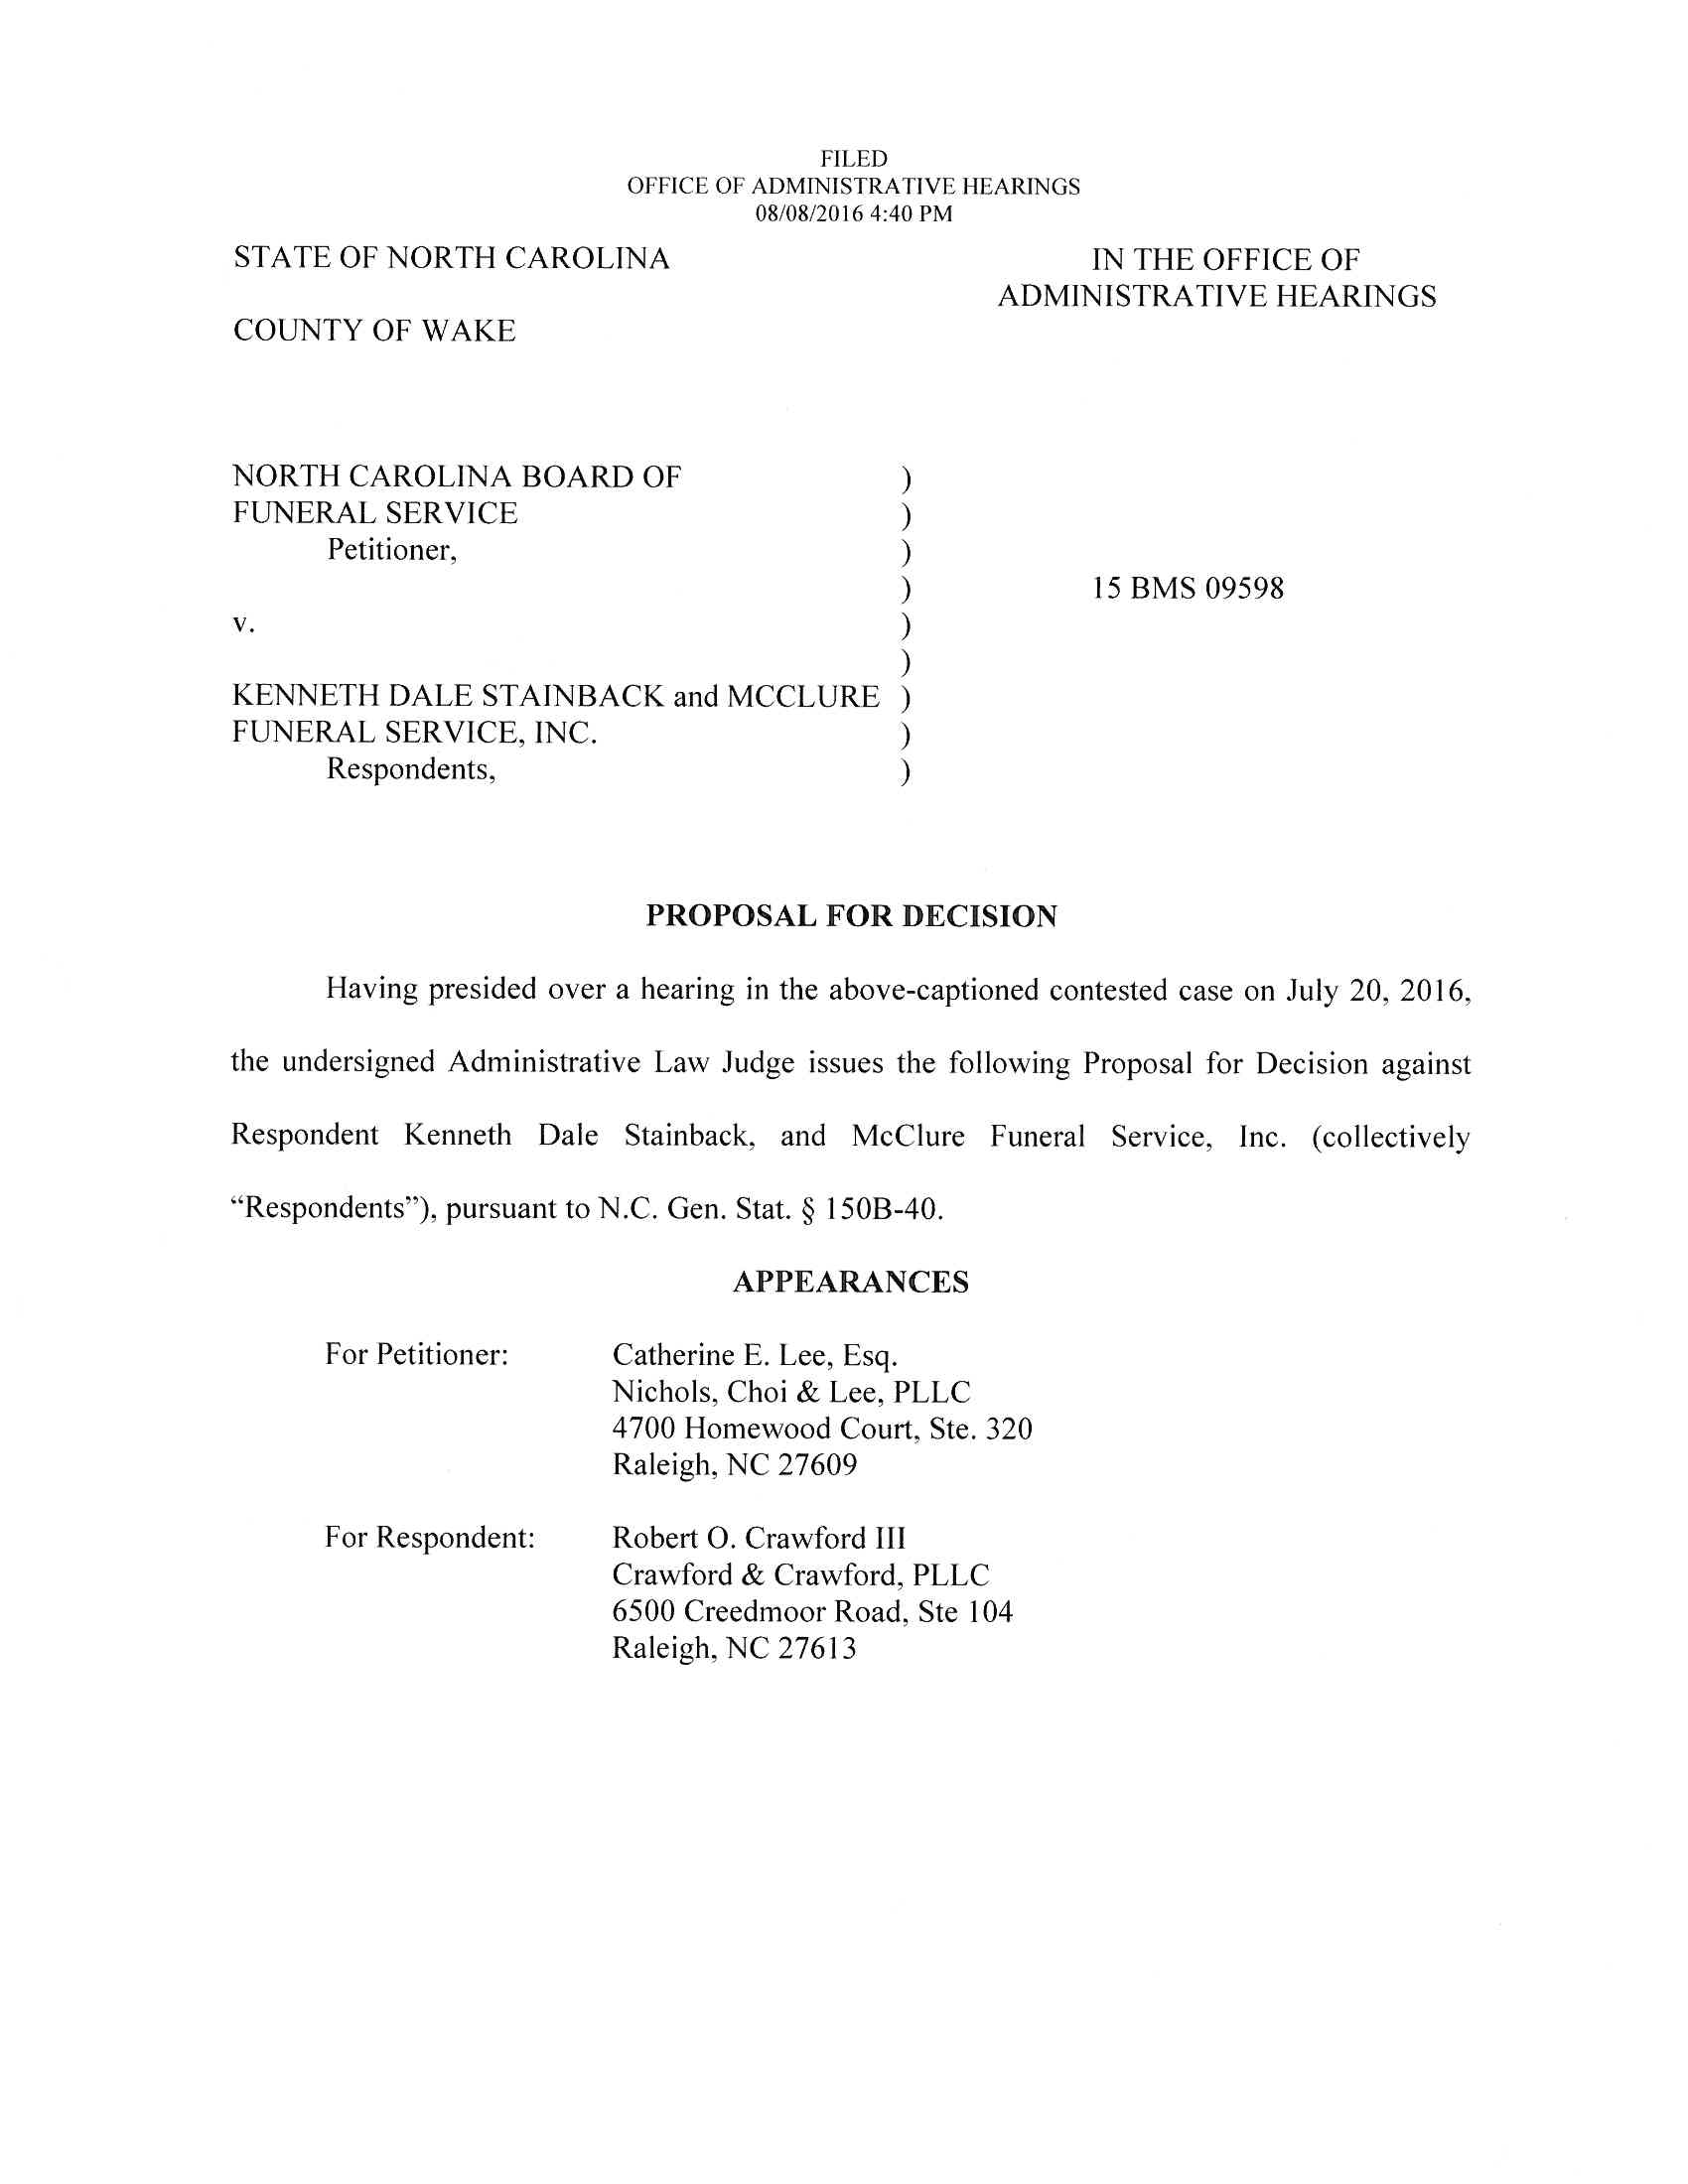 FILED
OFFICE OF ADMINISTRATIVE HEARINGS
08/08/2016 4:40 PM
STATE OF NORTH CAROLINA
IN THE OFFICE OF
ADMINISTRATIVE HEARINGS
COUNTY OF WAKE
NORTH CAROLINA BOARD OF )
FUNERAL SERVICE )
Petitioner, )
) 15 BMS 09598
v. )
)
KENNETH DALE STAINBACK and MCCLURE )
FUNERAL SERVICE, INC. )
Respondents, )
PROPOSAL FOR DECISION
Having presided over a hearing in the above-captioned contested case on July 20, 2016,
the undersigned Administrative Law Judge issues the following Proposal for Decision against
Respondent Kenneth Dale Stainback, and McClure Funeral Service, Inc. (collectively
“Respondents”), pursuant to N.C. Gen. Stat. § 150B-40.
APPEARANCES
For Petitioner: Catherine E. Lee, Esq.
Nichols, Choi & Lee, PLLC
4700 Homewood Court, Ste. 320
Raleigh, NC 27609
For Respondent: Robert O. Crawford III
Crawford & Crawford, PLLC
6500 Creedmoor Road, Ste 104
Raleigh, NC 27613